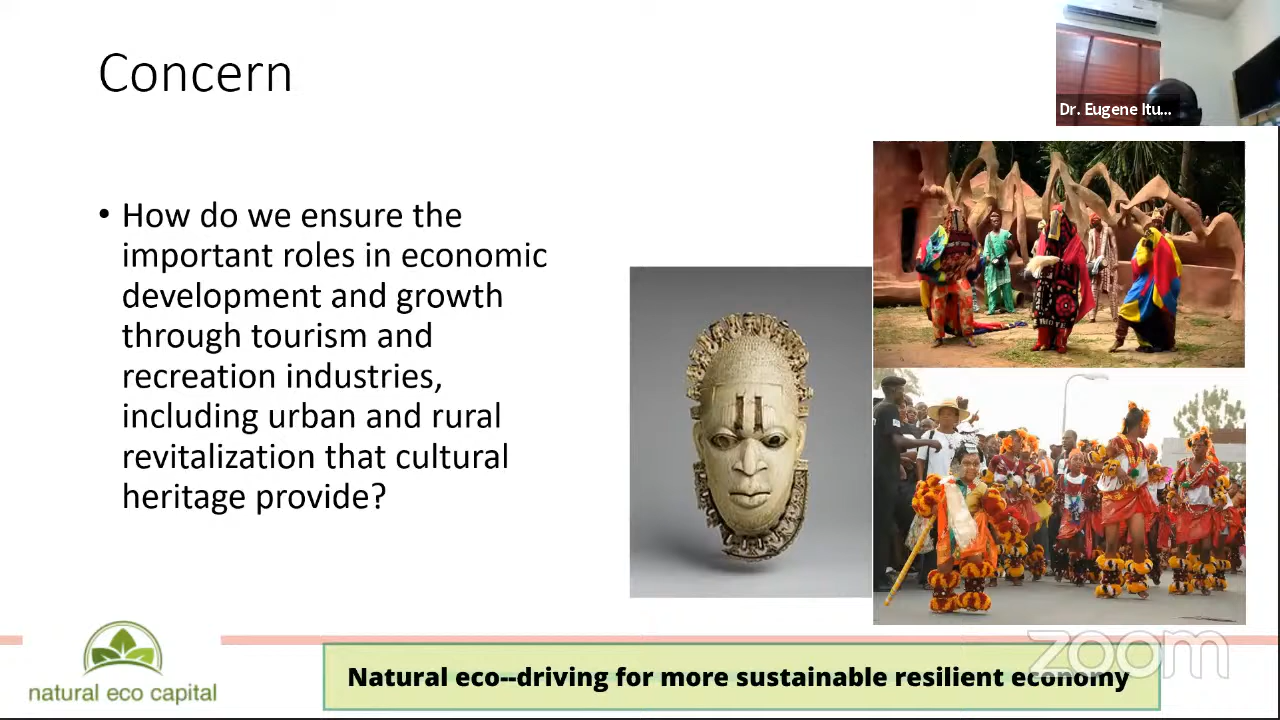 Concern
Dr. Eugene Itu...
• How do we ensure the
important roles in economic
development and growth
through tourism and
recreation industries,
including urban and rural
revitalization that cultural
heritage provide?
natural eco capital
Natural eco--driving for more sustainable resilient economy
zoom